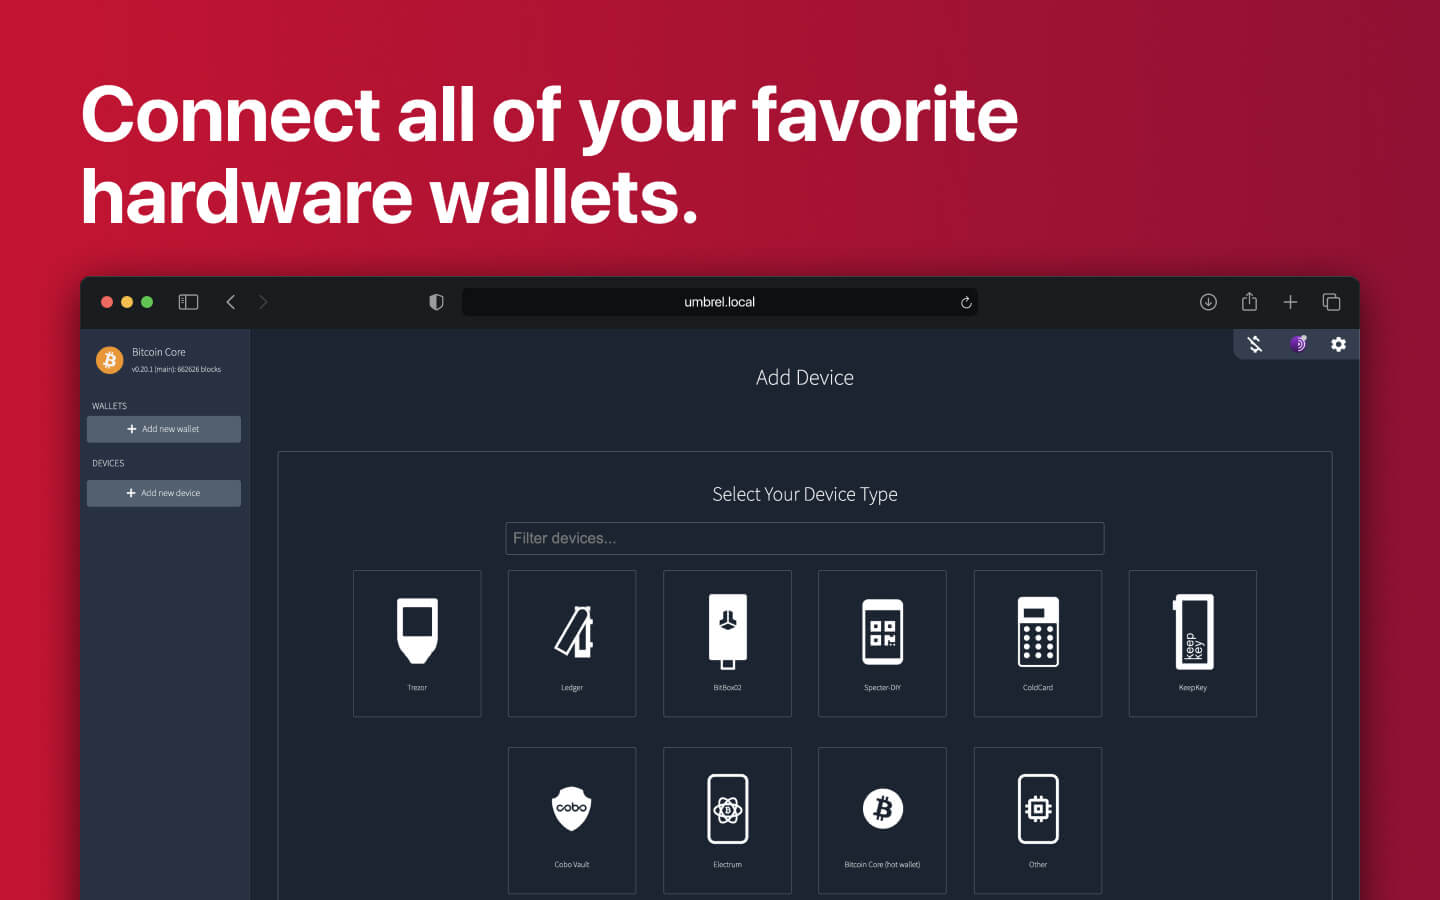 Connect all of your favorite
hardware wallets.
umbrel.local
Bitcoin Core
v0.20.1 (main): 662626 blocks
WALLETS
Add new wallet
DEVICES
Add new device
Add Device
Select Your Device Type
Filter devices...
keep
key
Trezor
Ledger
BitBox02
Specter-DIY
ColdCard
KeepKey
cobo
Cobo Vault
Electrum
Bitcoin Core (hot wallet)
Other